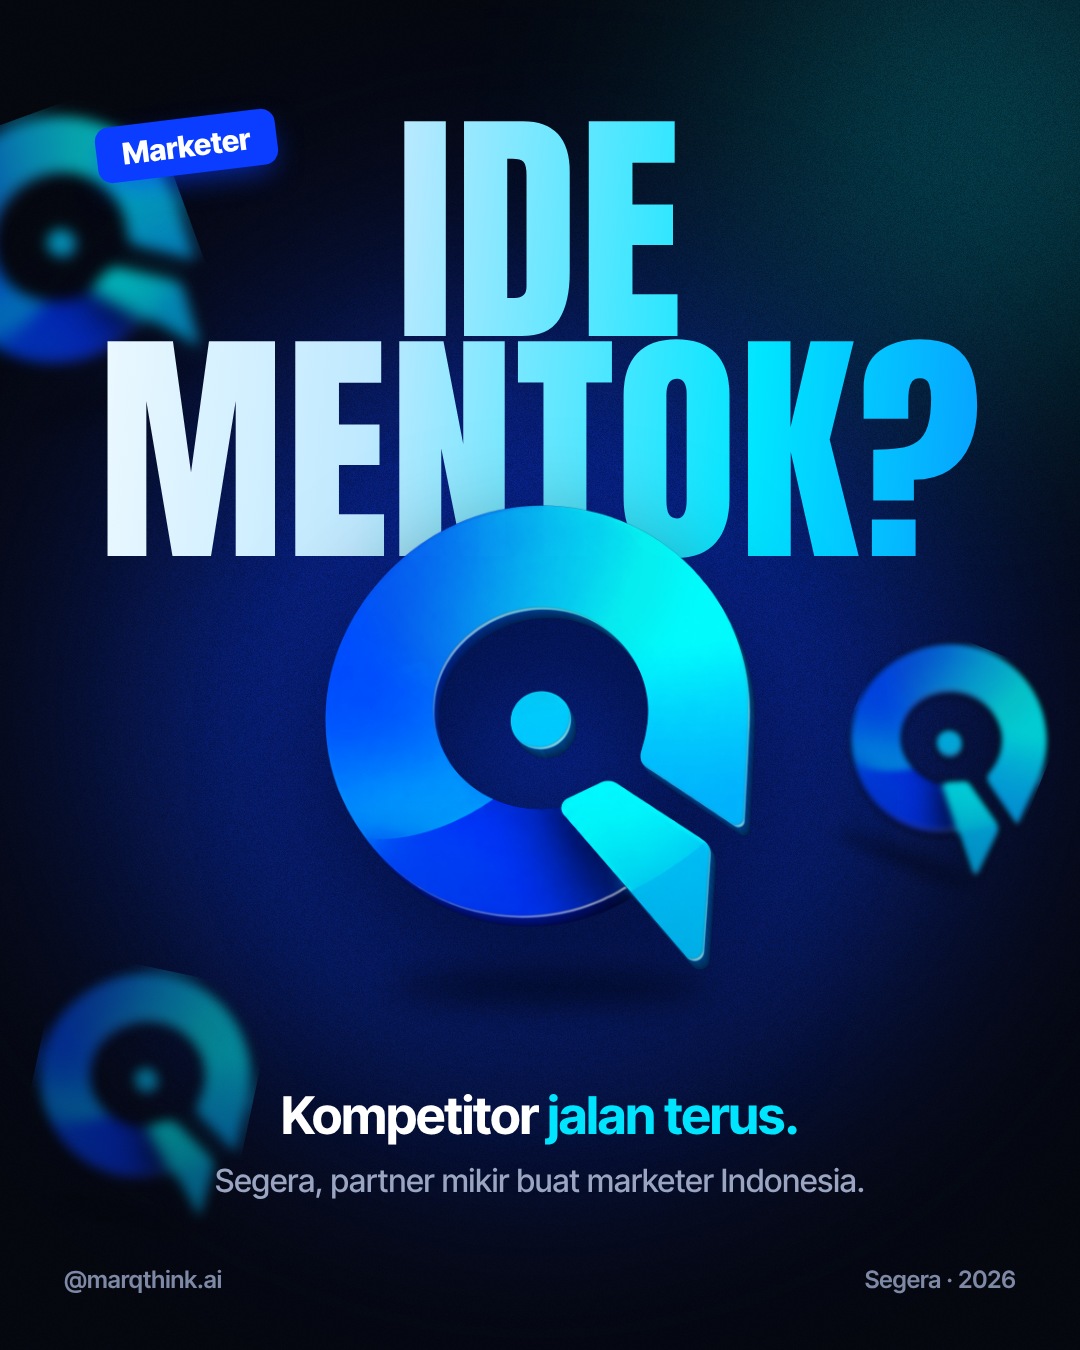 Marketer
IDE
MENTOK?
Kompetitor jalan terus.
Segera, partner mikir buat marketer Indonesia.
@marqthink.ai
Segera · 2026